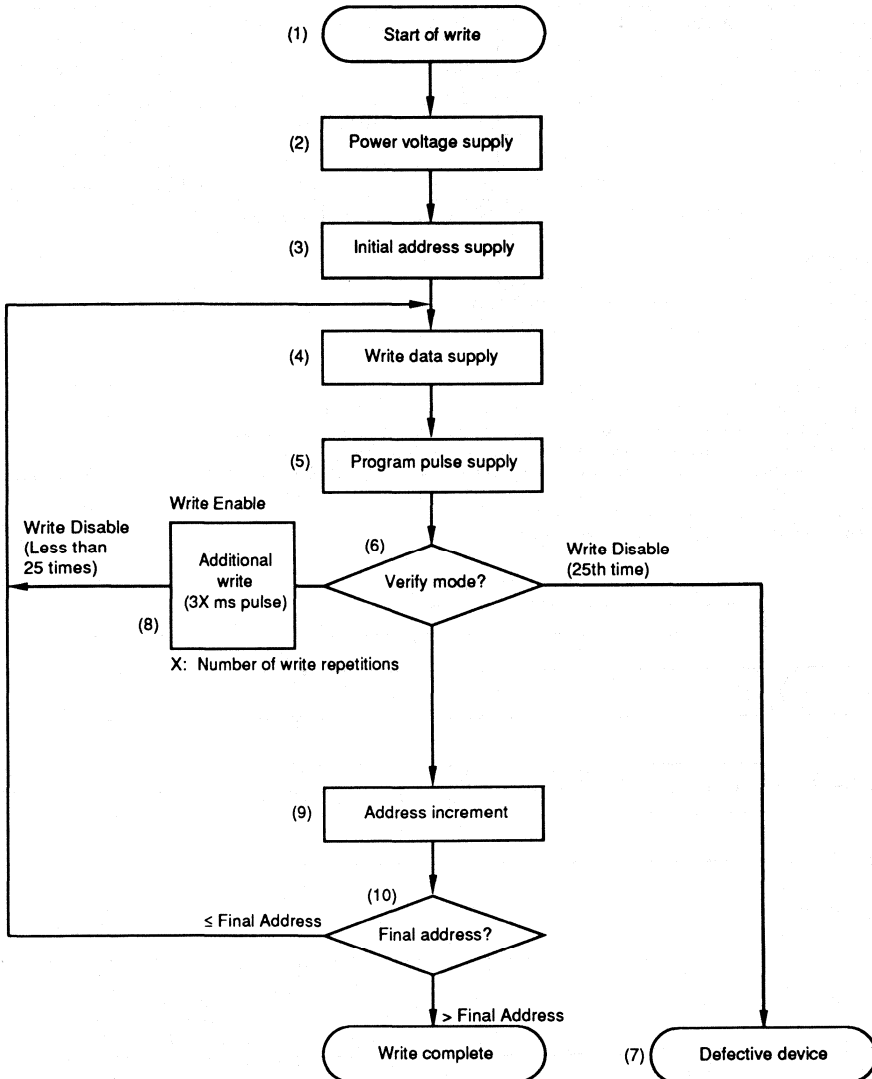 (1) Start of write
(2) Power voltage supply
(3) Initial address supply
(4) Write data supply
(5) Program pulse supply
Write Enable
Write Disable
(Less than
25 times)
Additional
write
(3X ms pulse)
(8)
X: Number of write repetitions
(6)
Verify mode?
Write Disable
(25th time)
(9) Address increment
(10)
≤ Final Address
Final address?
> Final Address
Write complete
(7) Defective device